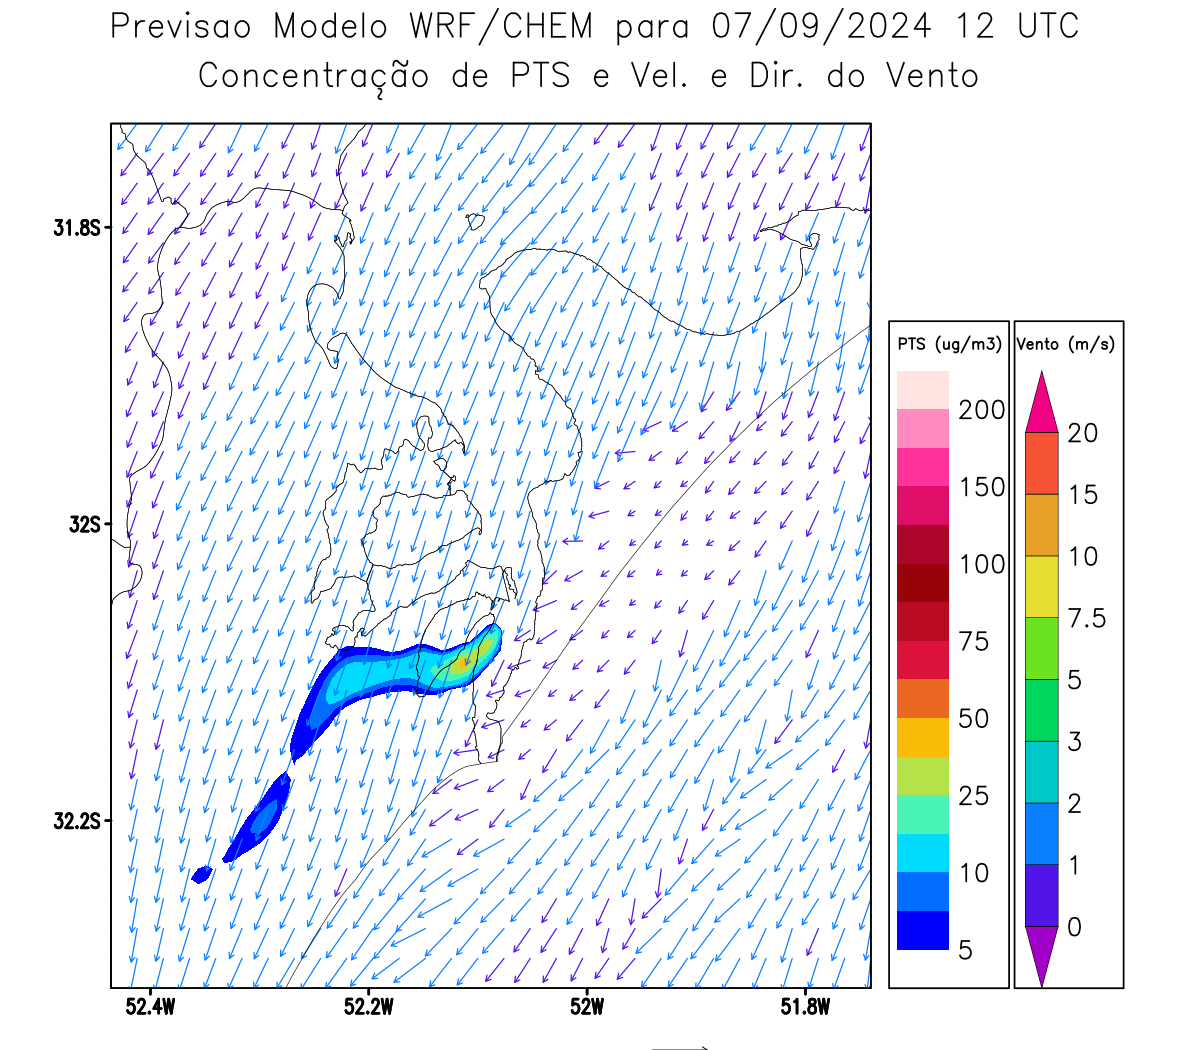 Previsao Modelo WRF/CHEM para 07/09/2024 12 UTC
Concentração de PTS e Vel. e Dir. do Vento
31.8S
32S
32.2S
52.4W 52.2W 52W 51.8W
PTS (ug/m3)
200
150
100
75
50
25
10
5
Vento (m/s)
20
15
10
7.5
5
3
2
1
0